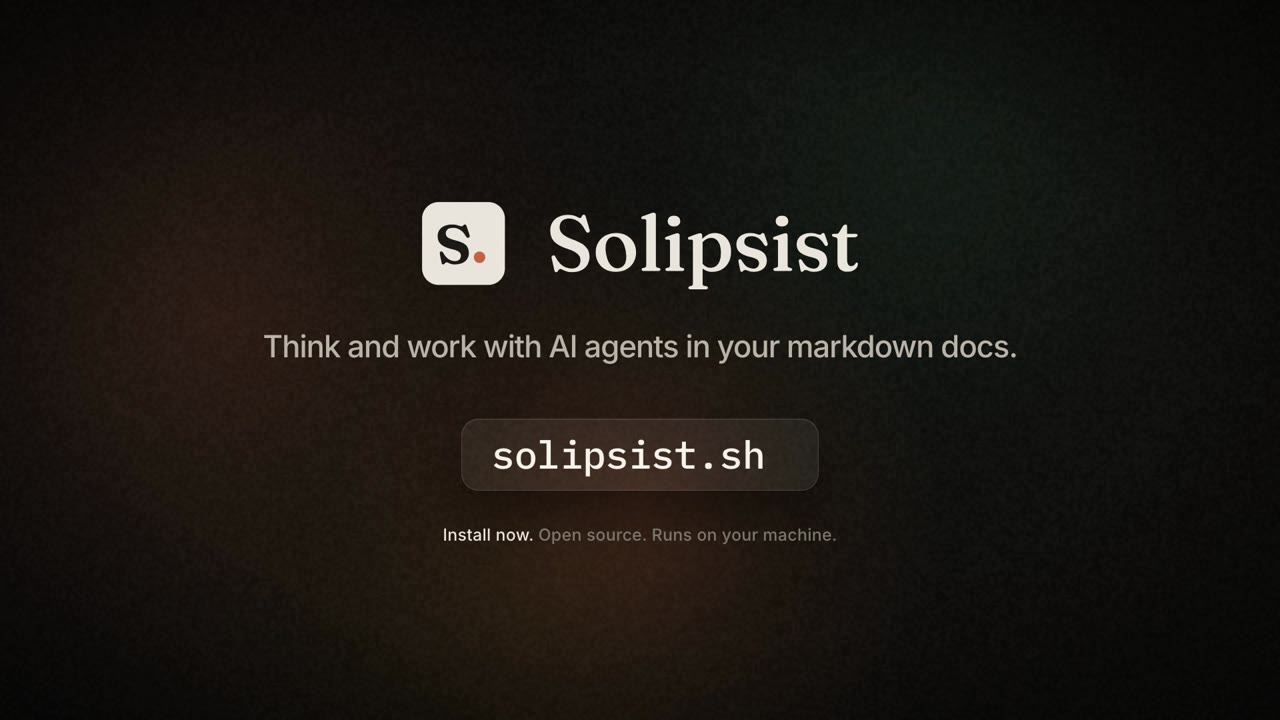 S. Solipsist
Think and work with AI agents in your markdown docs.
solipsist.sh
Install now. Open source. Runs on your machine.